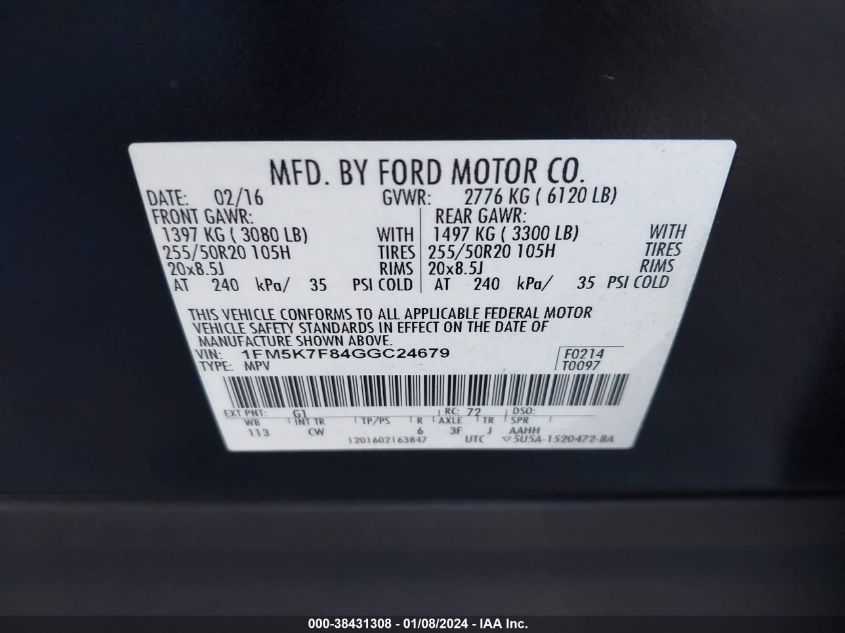 MFD. BY FORD MOTOR CO.
DATE: 02/16 GVWR: 2776 KG ( 6120 LB)
FRONT GAWR: REAR GAWR:
1397 KG ( 3080 LB) WITH 1497 KG ( 3300 LB) WITH
255/50R20 105H TIRES 255/50R20 105H TIRES
20x8.5J RIMS 20x8.5J RIMS
AT 240 kPa/ 35 PSI COLD AT 240 kPa/ 35 PSI COLD
THIS VEHICLE CONFORMS TO ALL APPLICABLE FEDERAL MOTOR
VEHICLE SAFETY STANDARDS IN EFFECT ON THE DATE OF
MANUFACTURE SHOWN ABOVE.
VIN: 1FM5K7F84GGC24679 F0214
TYPE: MPV T0097
EXT PNT: G1 RC: 72 DSO:
WB INT TR TP/PS R AXLE TR SPR
113 CW 6 3F J AAHH
1201602163847 UTC 5U5A-1520472-BA
000-38431308 - 01/08/2024 - IAA Inc.